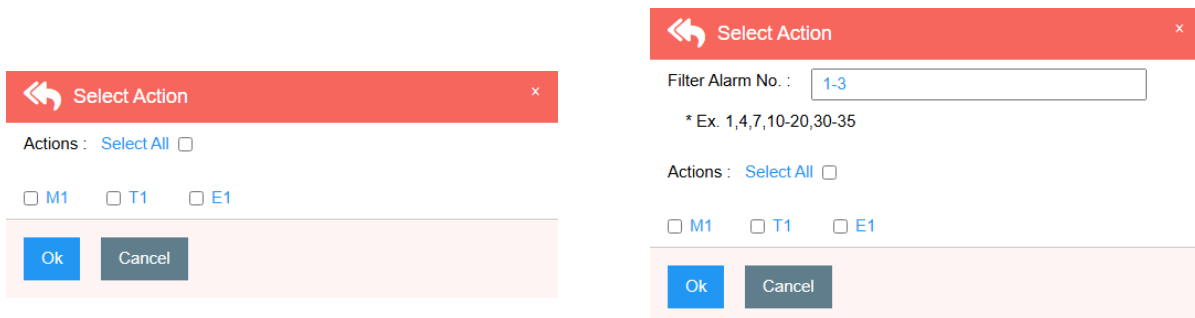 Select Action
x
Actions : Select All
M1 T1 E1
Ok Cancel
Select Action
x
Filter Alarm No. : 1-3
* Ex. 1,4,7,10-20,30-35
Actions : Select All
M1 T1 E1
Ok Cancel